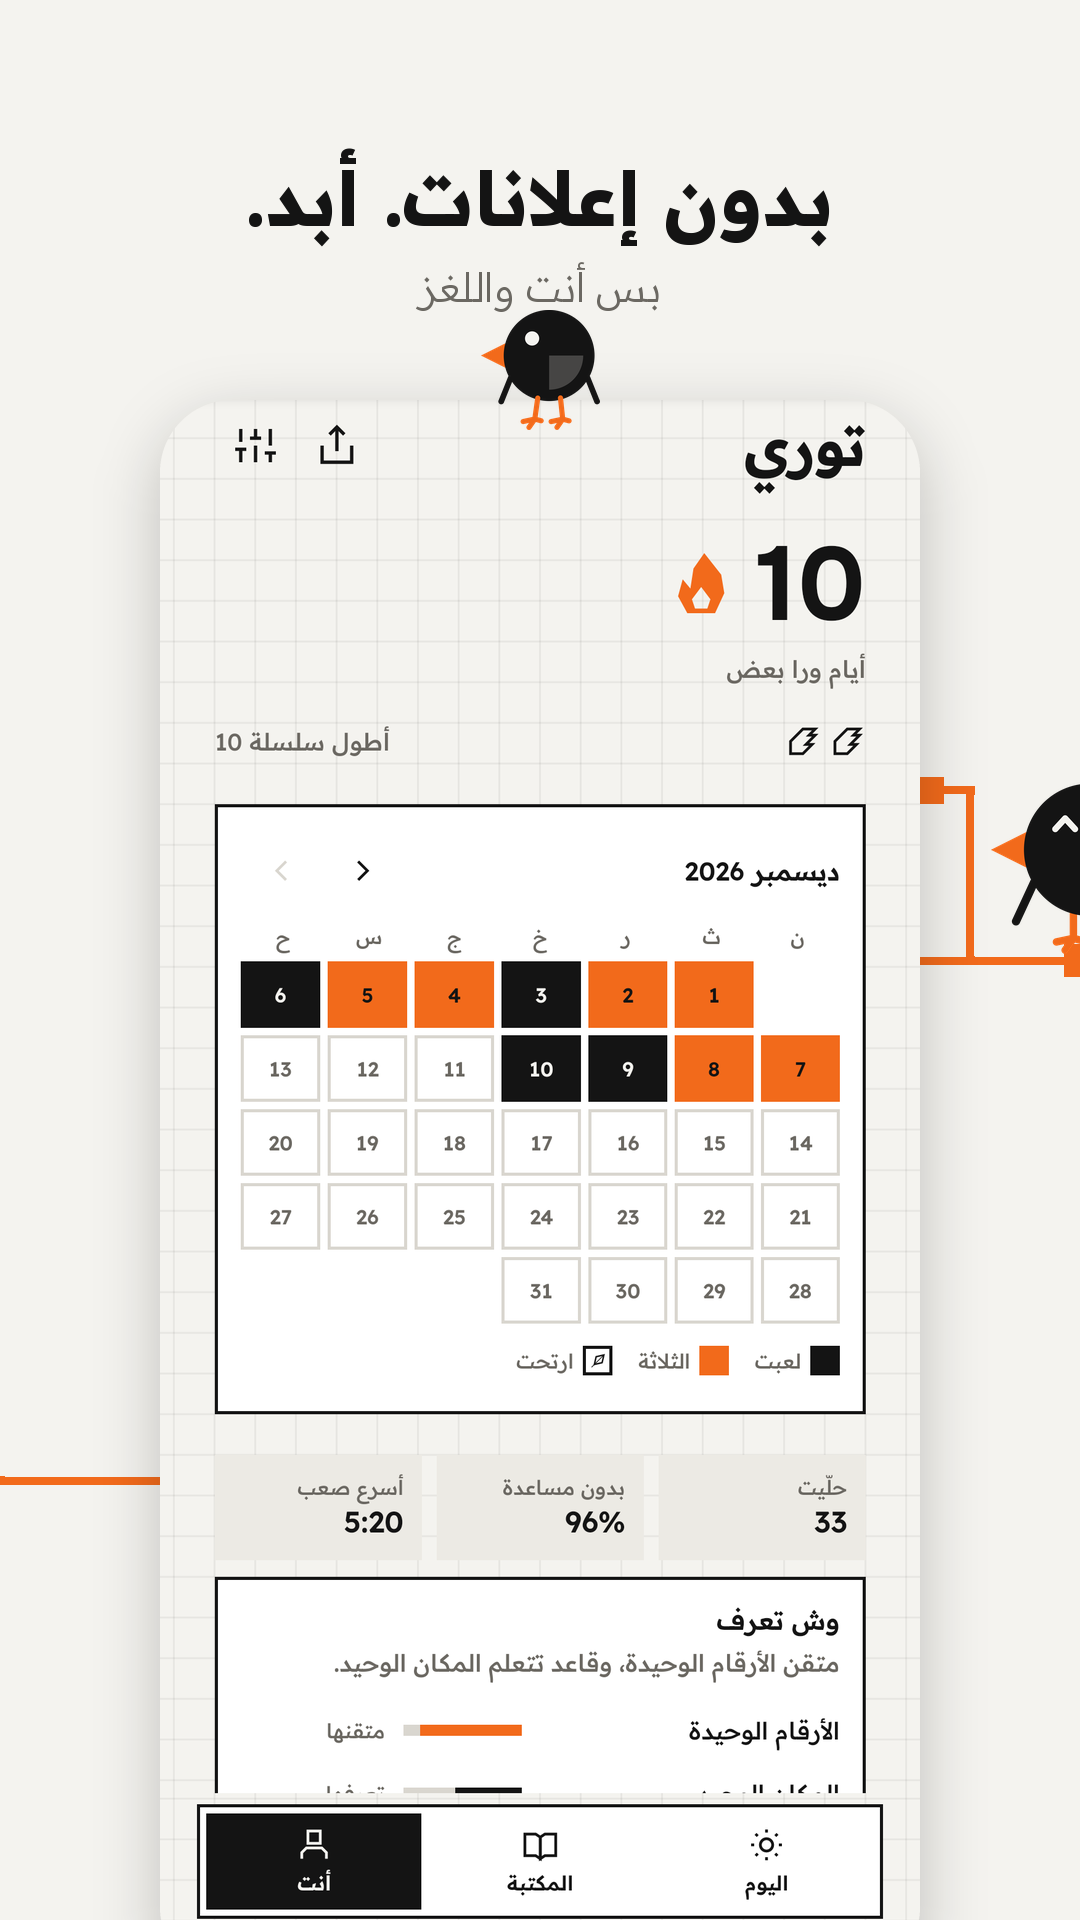 بدون إعلانات. أبد.
بس أنت واللغز
توري
10
أيام ورا بعض
أطول سلسلة 10
ديسمبر 2026
ن ث ر خ ج س ح
1 2 3 4 5 6
7 8 9 10 11 12 13
14 15 16 17 18 19 20
21 22 23 24 25 26 27
28 29 30 31
لعبت الثلاثة ارتحت
حلّيت بدون مساعدة أسرع صعب
33 96% 5:20
وش تعرف
متقن الأرقام الوحيدة، وقاعد تتعلم المكان الوحيد.
الأرقام الوحيدة متقنها
اليوم المكتبة أنت